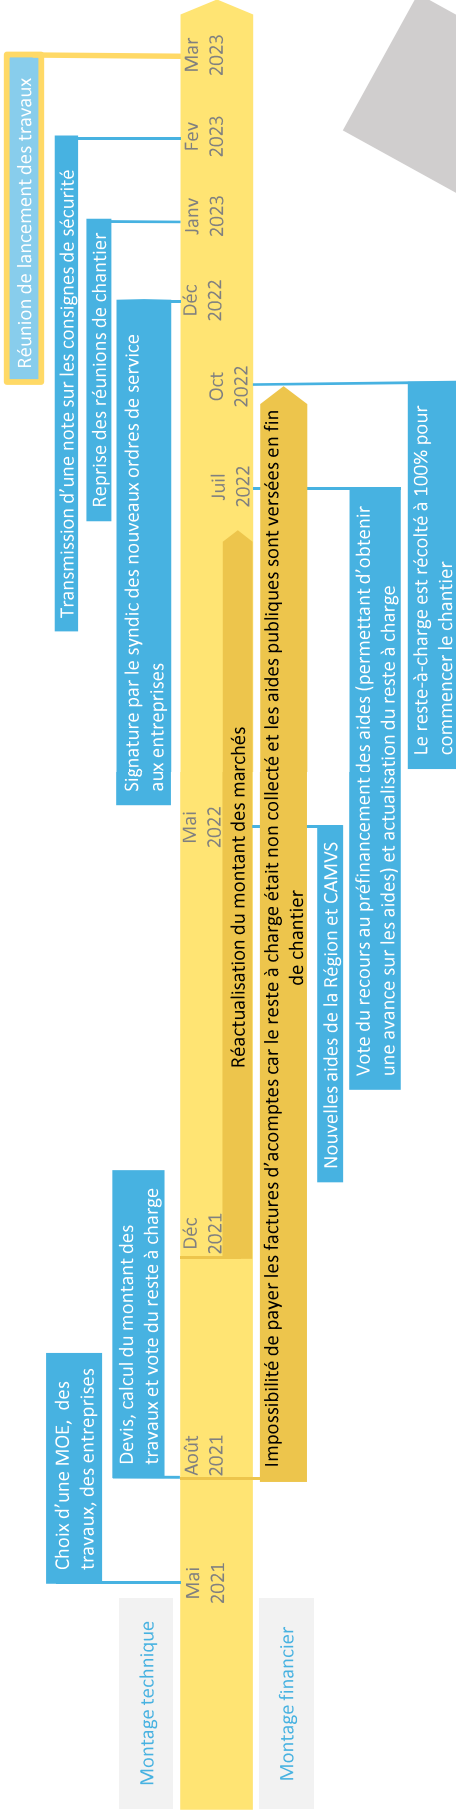 Montage technique
Montage financier
Choix d’une MOE, des
travaux, des entreprises
Devis, calcul du montant des
travaux et vote du reste à charge
Signature par le syndic des nouveaux ordres de service
aux entreprises
Reprise des réunions de chantier
Transmission d’une note sur les consignes de sécurité
Réunion de lancement des travaux
Mai
2021
Août
2021
Déc
2021
Mai
2022
Juil
2022
Oct
2022
Déc
2022
Janv
2023
Fev
2023
Mar
2023
Réactualisation du montant des marchés
Impossibilité de payer les factures d’acomptes car le reste à charge était non collecté et les aides publiques sont versées en fin
de chantier
Nouvelles aides de la Région et CAMVS
Vote du recours au préfinancement des aides (permettant d’obtenir
une avance sur les aides) et actualisation du reste à charge
Le reste-à-charge est récolté à 100% pour
commencer le chantier